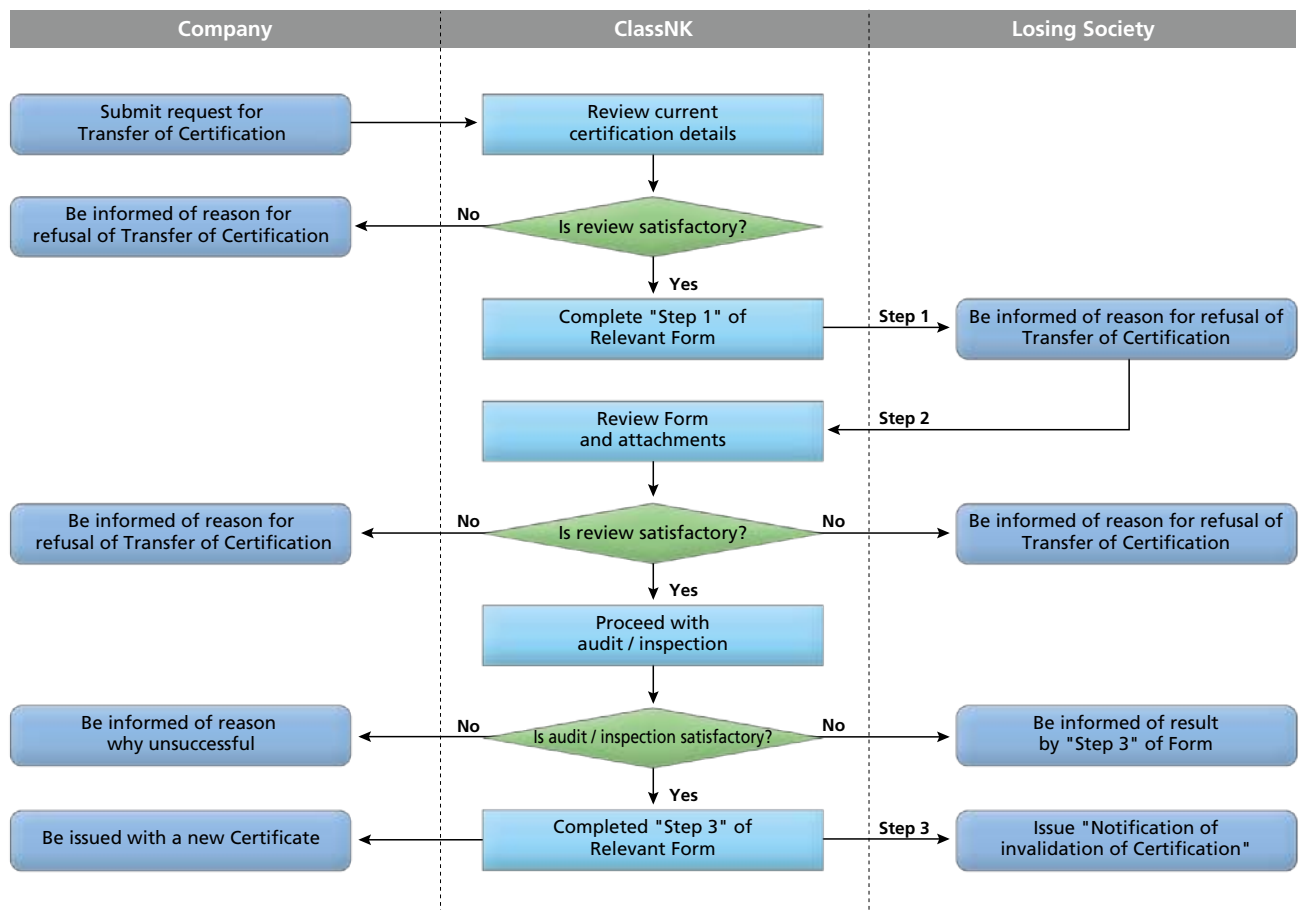 Company
ClassNK
Losing Society
Submit request for
Transfer of Certification
Review current
certification details
Be informed of reason for
refusal of Transfer of Certification
No
Is review satisfactory?
Yes
Complete "Step 1" of
Relevant Form
Step 1
Be informed of reason for refusal of
Transfer of Certification
Review Form
and attachments
Step 2
Be informed of reason for
refusal of Transfer of Certification
No
Is review satisfactory?
No
Be informed of reason for refusal of
Transfer of Certification
Yes
Proceed with
audit / inspection
Be informed of reason
why unsuccessful
No
Is audit / inspection satisfactory?
No
Be informed of result
by "Step 3" of Form
Yes
Be issued with a new Certificate
Completed "Step 3" of
Relevant Form
Step 3
Issue "Notification of
invalidation of Certification"